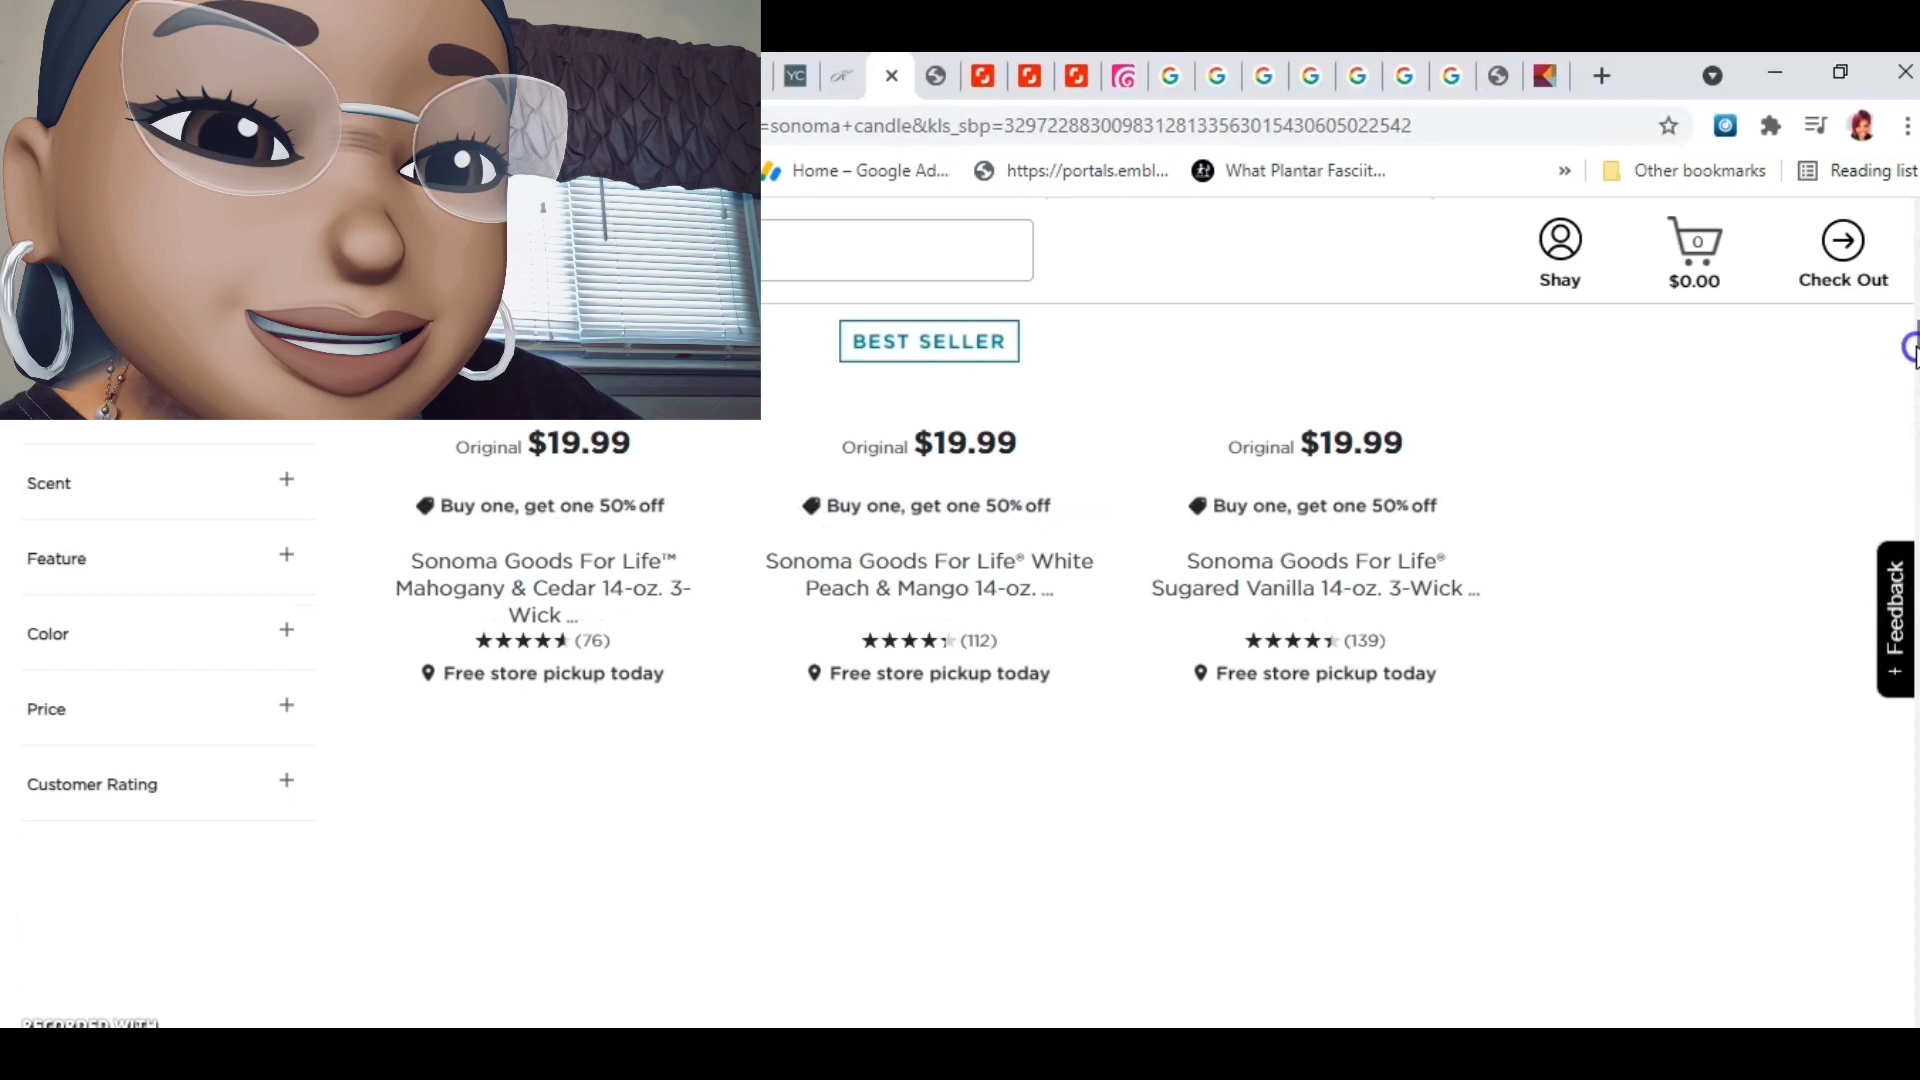 YC
=sonoma+candle&kls_sbp=32972288300983128133563015430605022542
Home – Google Ad...
https://portals.embl...
What Plantar Fasciit...
»
Other bookmarks
Reading list
0
Shay
$0.00
Check Out
BEST SELLER
Original $19.99
Original $19.99
Original $19.99
Buy one, get one 50% off
Buy one, get one 50% off
Buy one, get one 50% off
Sonoma Goods For Life™
Mahogany & Cedar 14-oz. 3-
Wick ...
Sonoma Goods For Life® White
Peach & Mango 14-oz. ...
Sonoma Goods For Life®
Sugared Vanilla 14-oz. 3-Wick ...
(76)
(112)
(139)
Free store pickup today
Free store pickup today
Free store pickup today
Scent
Feature
Color
Price
Customer Rating
+ Feedback
RECORDED WITH